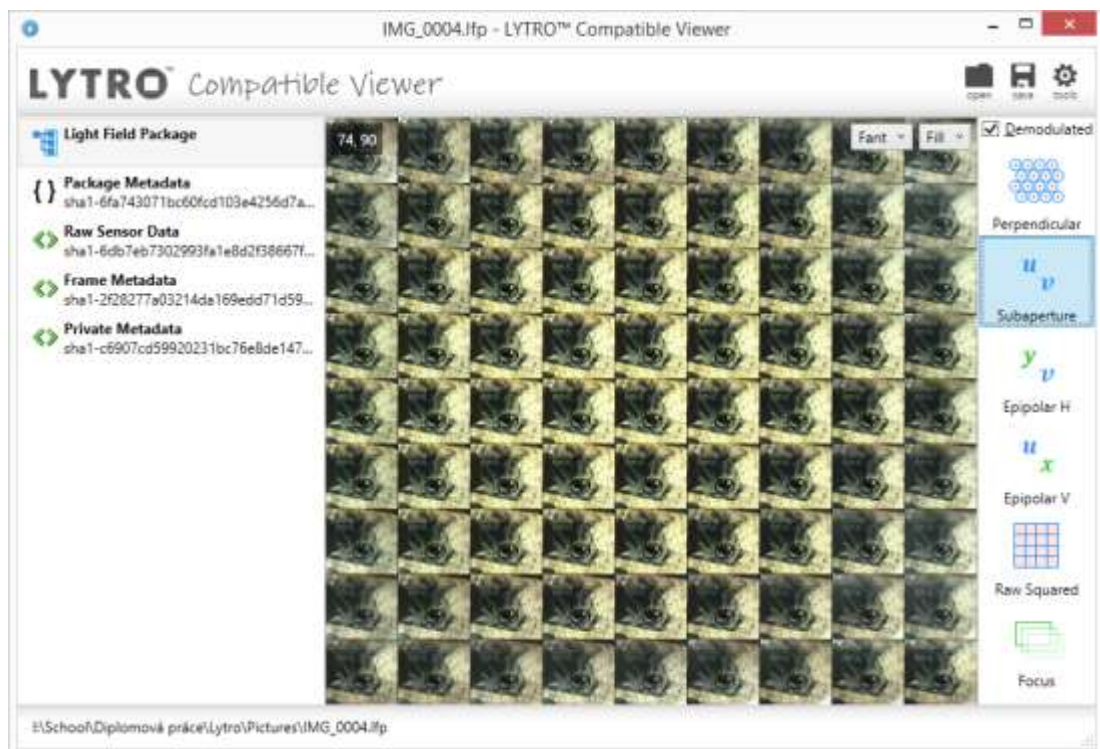 IMG_0004.lfp - LYTRO™ Compatible Viewer
LYTRO™ Compatible Viewer
open save tools
Light Field Package
74, 90
Fant Fill
Demodulated
{ } Package Metadata
sha1-6fa743071bc60fcd103e4256d7a...
Raw Sensor Data
sha1-6db7eb7302993fa1e8d2f38667f...
Frame Metadata
sha1-2f28277a03214da169edd71d59...
Private Metadata
sha1-c6907cd59920231bc76e8de147...
Perpendicular
u v
Subaperture
y v
Epipolar H
u x
Epipolar V
Raw Squared
Focus
I:\School\Diplomová práce\Lytro\Pictures\IMG_0004.lfp